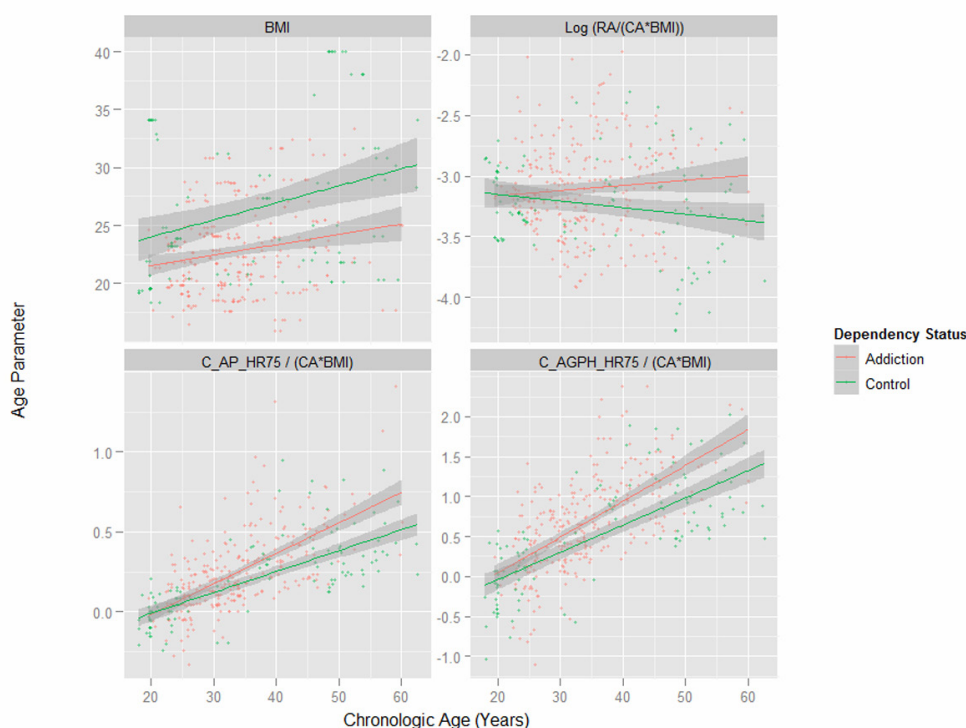 BMI
Log (RA/(CA*BMI))
40
35
30
25
20
-2.0
-2.5
-3.0
-3.5
-4.0
Age Parameter
C_AP_HR75 / (CA*BMI)
C_AGPH_HR75 / (CA*BMI)
1.0
0.5
0.0
2.0
1.5
1.0
0.5
0.0
-0.5
-1.0
20 30 40 50 60
20 30 40 50 60
Chronologic Age (Years)
Dependency Status
Addiction
Control